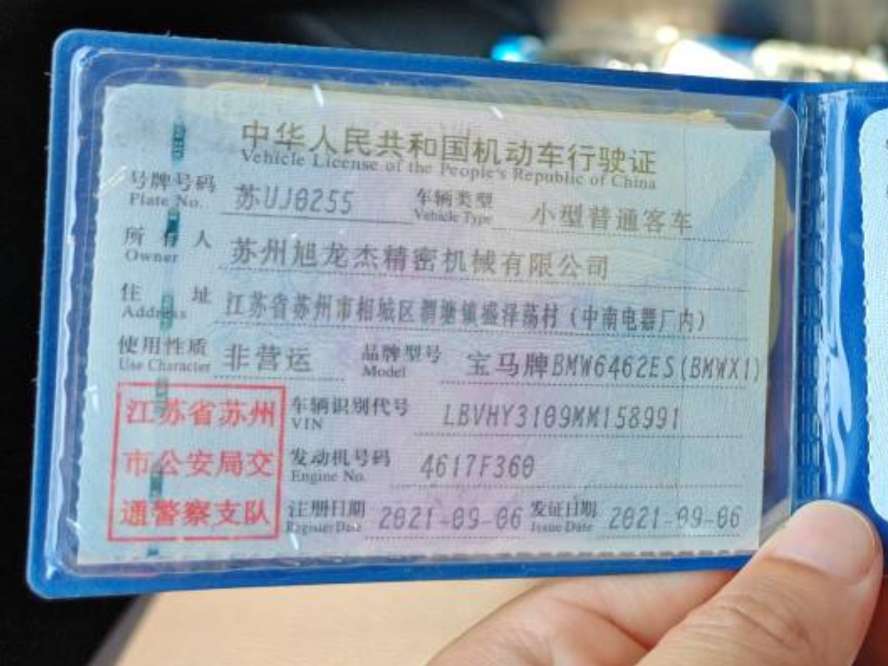 中华人民共和国机动车行驶证
Vehicle License of the People's Republic of China
号牌号码 苏UJ0255 车辆类型 小型普通客车
Plate No. Vehicle Type
所有人 苏州旭龙杰精密机械有限公司
Owner
住址 江苏省苏州市相城区渭塘镇盛泽荡村(中南电器厂内)
Address
使用性质 非营运 品牌型号 宝马牌BMW6462ES(BMWX1)
Use Character Model
江苏省苏州 车辆识别代号 LBVHY3109MM158991
VIN
市公安局交 发动机号码 4617F360
Engine No.
通警察支队 注册日期 2021-09-06 发证日期 2021-09-06
Register Date Issue Date